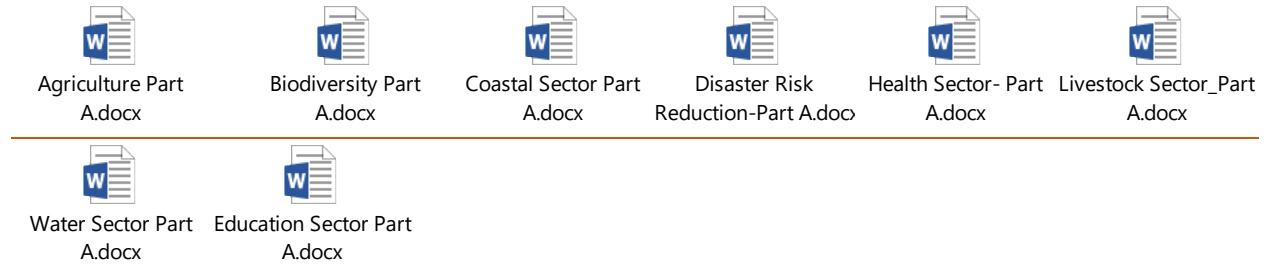 Agriculture Part
A.docx
Biodiversity Part
A.docx
Coastal Sector Part
A.docx
Disaster Risk
Reduction-Part A.docx
Health Sector- Part
A.docx
Livestock Sector_Part
A.docx
Water Sector Part
A.docx
Education Sector Part
A.docx